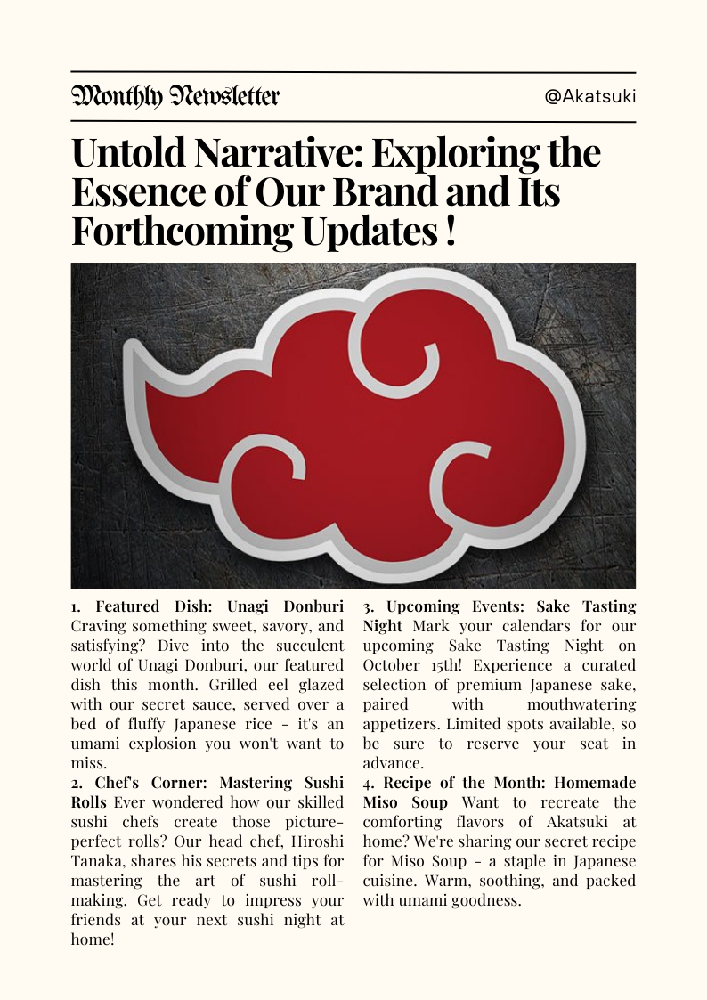 Monthly Newsletter
@Akatsuki
Untold Narrative: Exploring the
Essence of Our Brand and Its
Forthcoming Updates !
1. Featured Dish: Unagi Donburi
Craving something sweet, savory, and
satisfying? Dive into the succulent
world of Unagi Donburi, our featured
dish this month. Grilled eel glazed
with our secret sauce, served over a
bed of fluffy Japanese rice - it's an
umami explosion you won't want to
miss.
2. Chef's Corner: Mastering Sushi
Rolls Ever wondered how our skilled
sushi chefs create those picture-
perfect rolls? Our head chef, Hiroshi
Tanaka, shares his secrets and tips for
mastering the art of sushi roll-
making. Get ready to impress your
friends at your next sushi night at
home!
3. Upcoming Events: Sake Tasting
Night Mark your calendars for our
upcoming Sake Tasting Night on
October 15th! Experience a curated
selection of premium Japanese sake,
paired with mouthwatering
appetizers. Limited spots available, so
be sure to reserve your seat in
advance.
4. Recipe of the Month: Homemade
Miso Soup Want to recreate the
comforting flavors of Akatsuki at
home? We're sharing our secret recipe
for Miso Soup - a staple in Japanese
cuisine. Warm, soothing, and packed
with umami goodness.